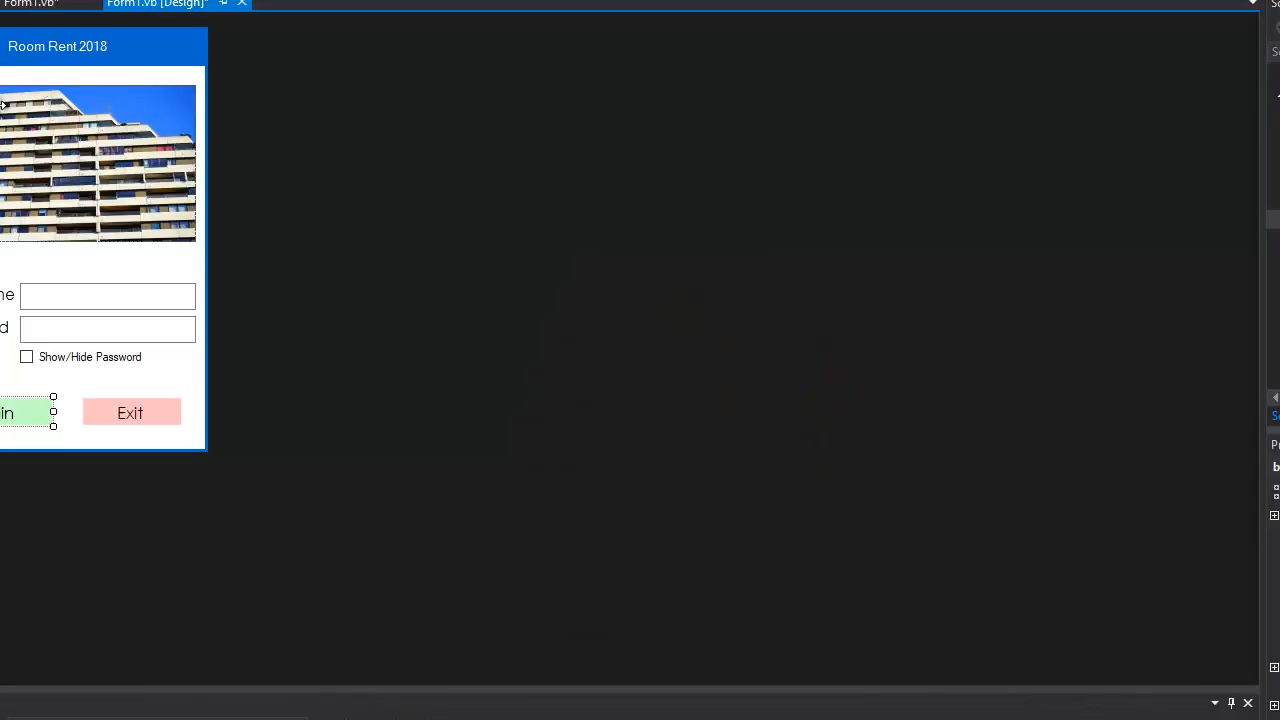 Form1.vb*
Form1.vb [Design]*
Room Rent 2018
me
d
Show/Hide Password
in
Exit